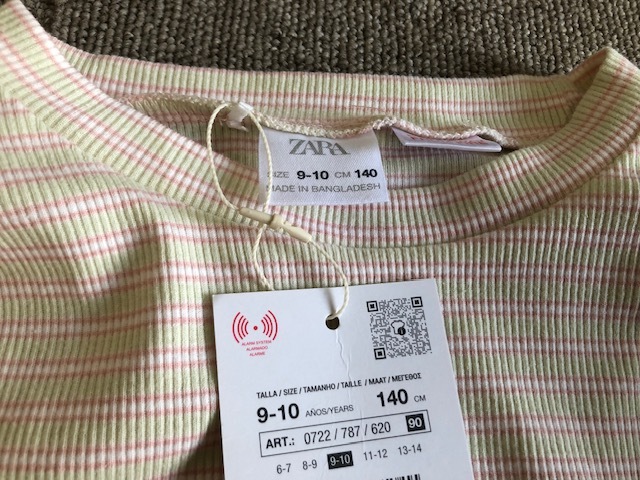 ZARA
SIZE 9-10 CM 140
MADE IN BANGLADESH
ALARM SYSTEM
ALARMADO
ALARME
TALLA / SIZE / TAMANHO / TAILLE / MAAT / ΜΕΓΕΘΟΣ
9-10 AÑOS/YEARS 140 CM
ART.: 0722 / 787 / 620 90
6-7 8-9 9-10 11-12 13-14